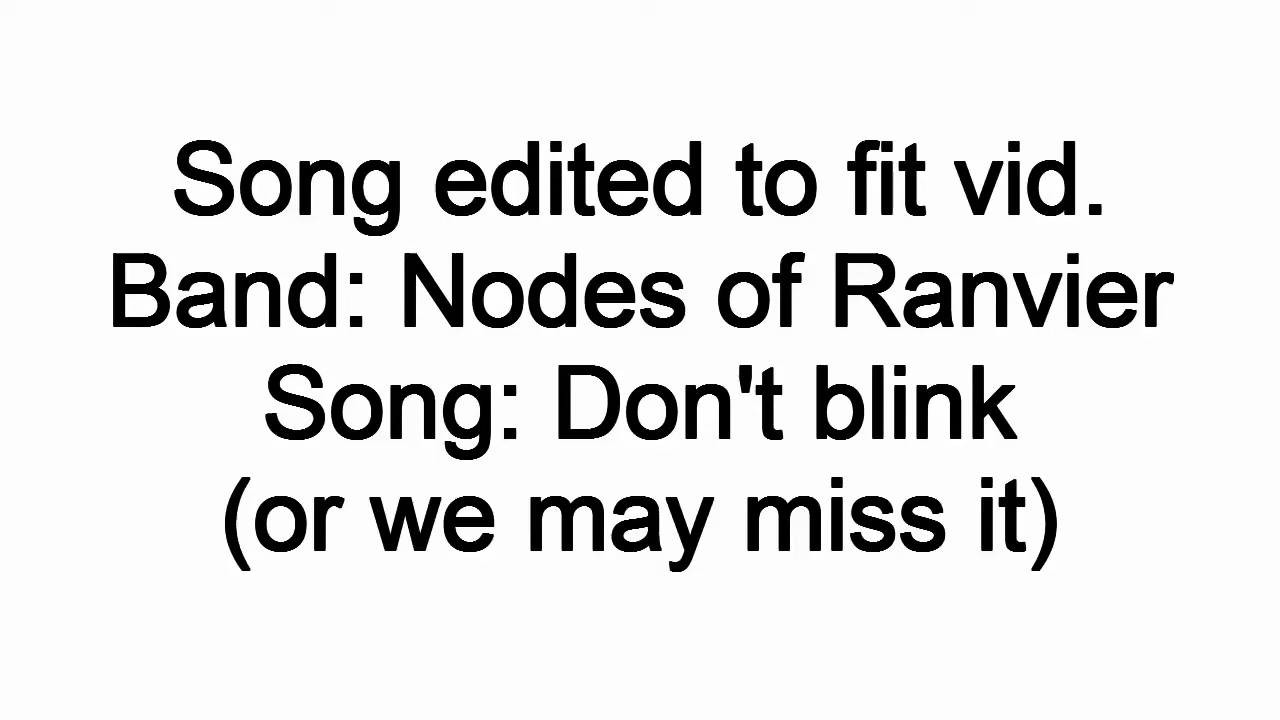 Song edited to fit vid.
Band: Nodes of Ranvier
Song: Don't blink
(or we may miss it)